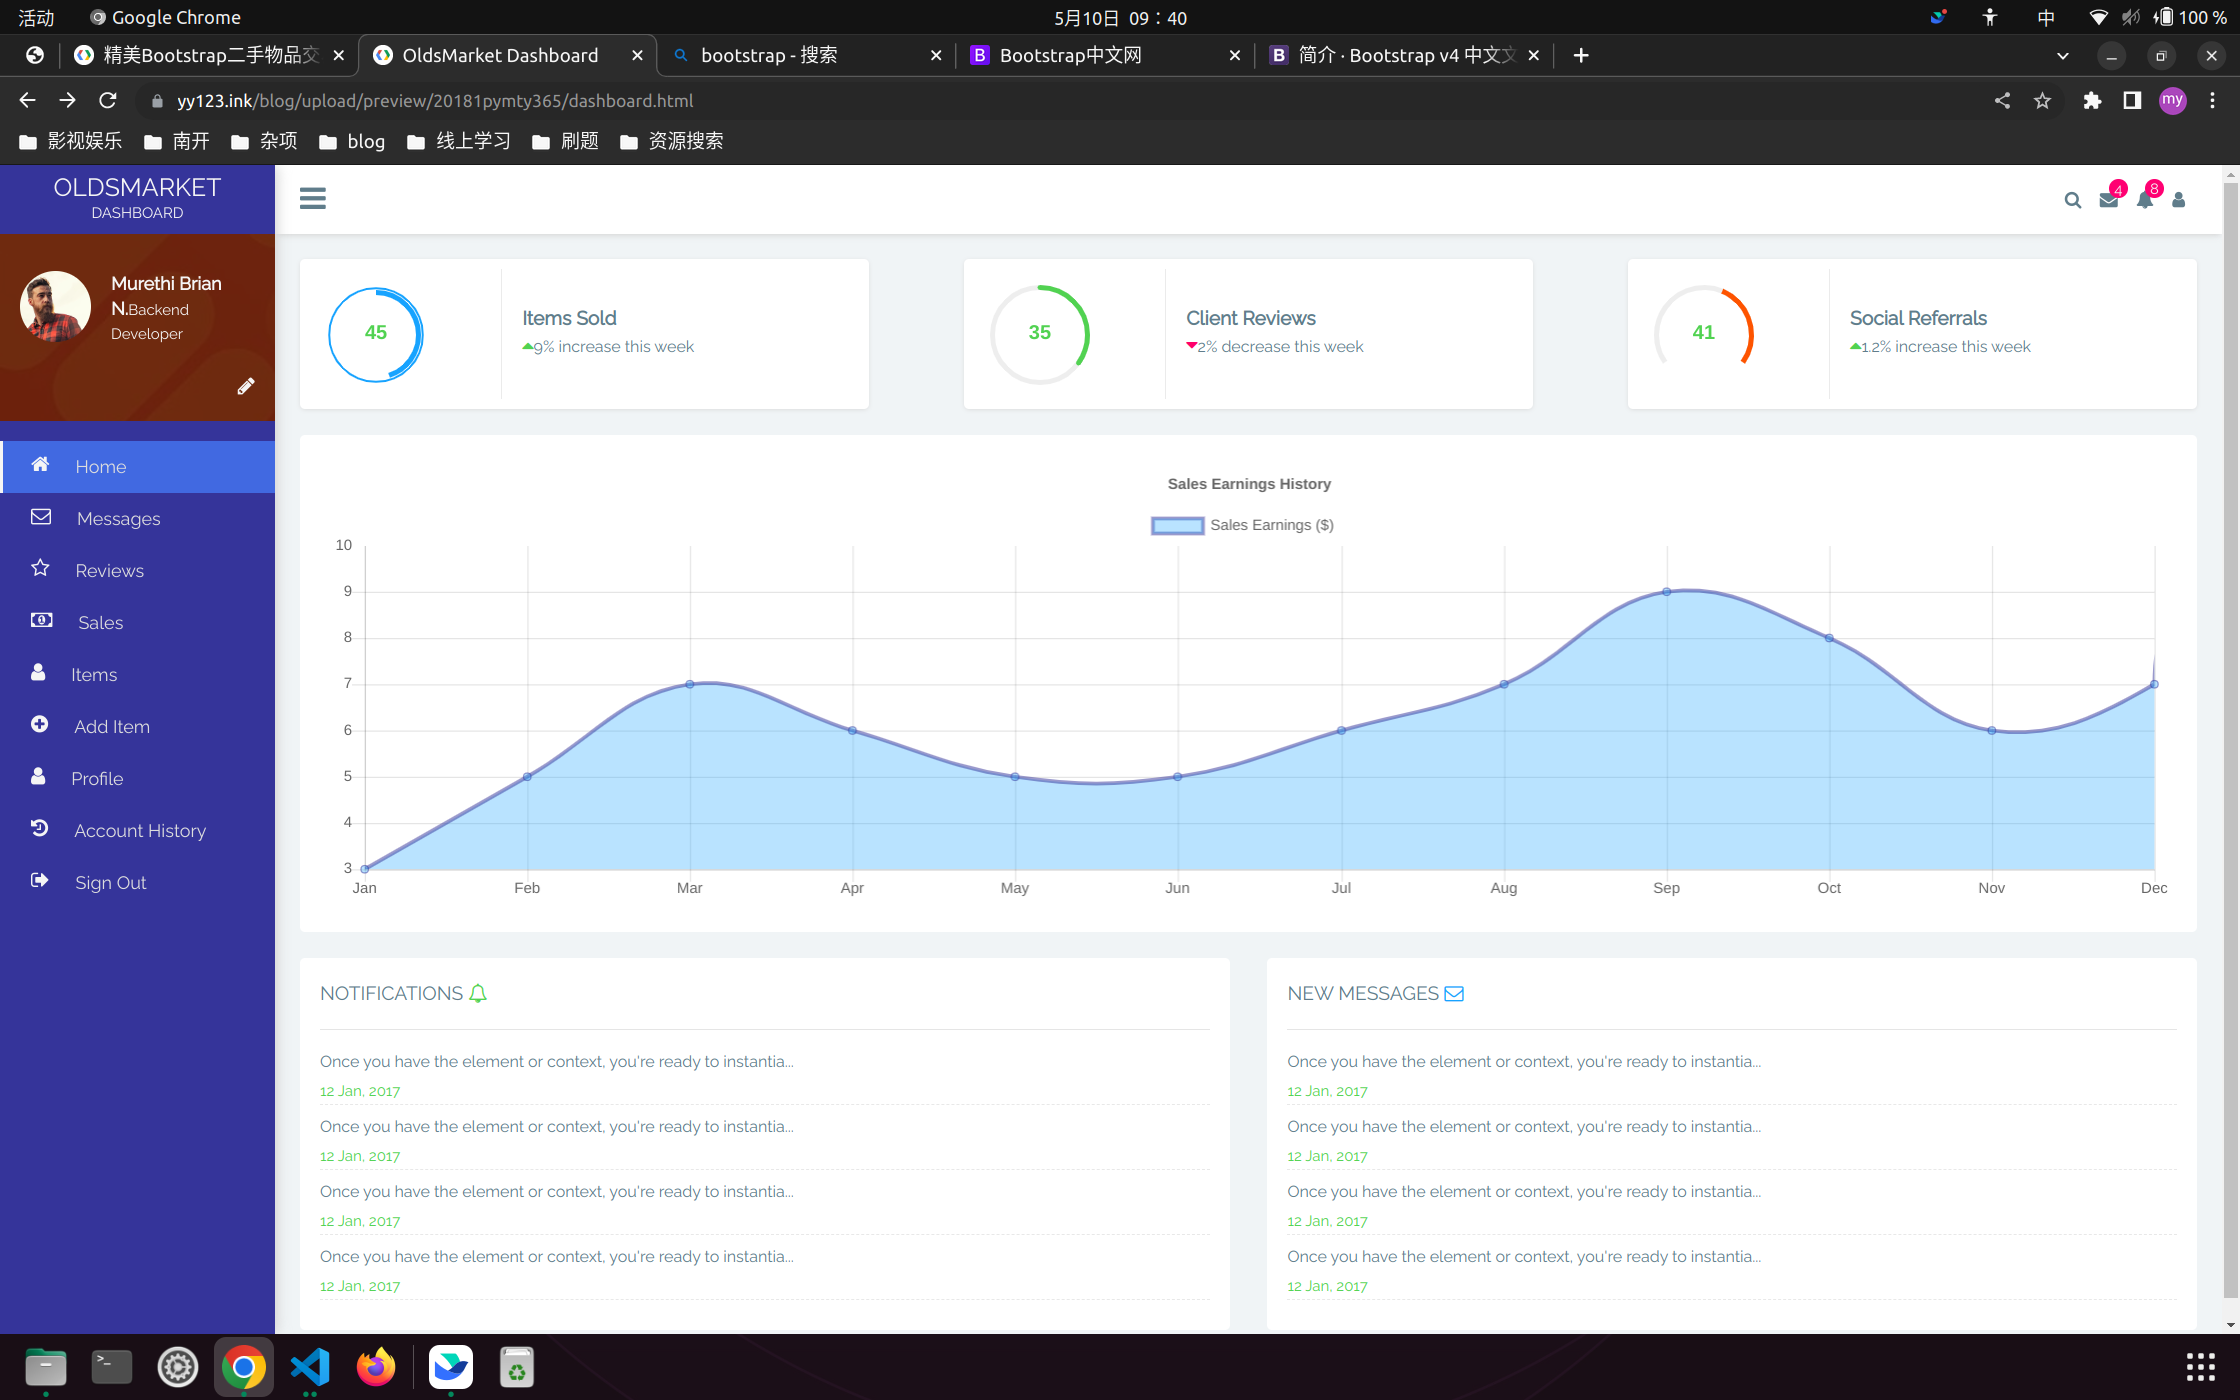 活动
Google Chrome
5月10日 09：40
中
100 %
精美Bootstrap二手物品交
OldsMarket Dashboard
bootstrap - 搜索
Bootstrap中文网
简介 · Bootstrap v4 中文文
yy123.ink/blog/upload/preview/20181pymty365/dashboard.html
my
影视娱乐
南开
杂项
blog
线上学习
刷题
资源搜索
OLDSMARKET
DASHBOARD
4
8
Murethi Brian
N.Backend
Developer
Home
Messages
Reviews
Sales
Items
Add Item
Profile
Account History
Sign Out
45
Items Sold
9% increase this week
35
Client Reviews
2% decrease this week
41
Social Referrals
1.2% increase this week
Sales Earnings History
Sales Earnings ($)
10
9
8
7
6
5
4
3
Jan Feb Mar Apr May Jun Jul Aug Sep Oct Nov Dec
NOTIFICATIONS
Once you have the element or context, you're ready to instantia...
12 Jan, 2017
Once you have the element or context, you're ready to instantia...
12 Jan, 2017
Once you have the element or context, you're ready to instantia...
12 Jan, 2017
Once you have the element or context, you're ready to instantia...
12 Jan, 2017
NEW MESSAGES
Once you have the element or context, you're ready to instantia...
12 Jan, 2017
Once you have the element or context, you're ready to instantia...
12 Jan, 2017
Once you have the element or context, you're ready to instantia...
12 Jan, 2017
Once you have the element or context, you're ready to instantia...
12 Jan, 2017